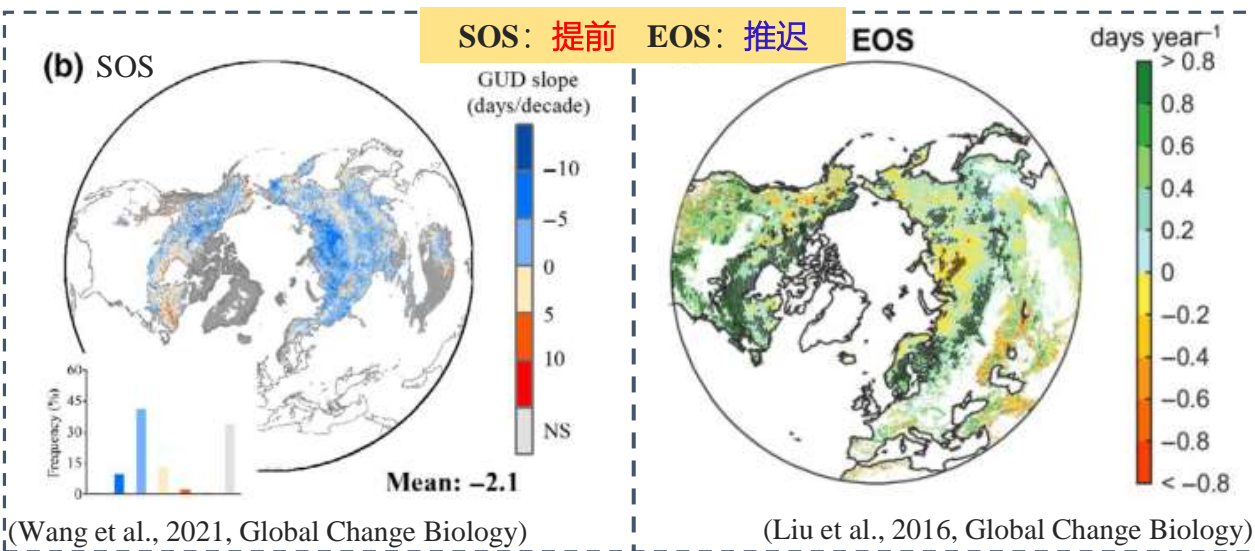 SOS：提前 EOS：推迟
(b) SOS
GUD slope
(days/decade)
−10
−5
0
5
10
NS
60
45
30
15
0
Frequency (%)
Mean: −2.1
(Wang et al., 2021, Global Change Biology)
EOS
days year⁻¹
> 0.8
0.8
0.6
0.4
0.2
0
−0.2
−0.4
−0.6
−0.8
< −0.8
(Liu et al., 2016, Global Change Biology)